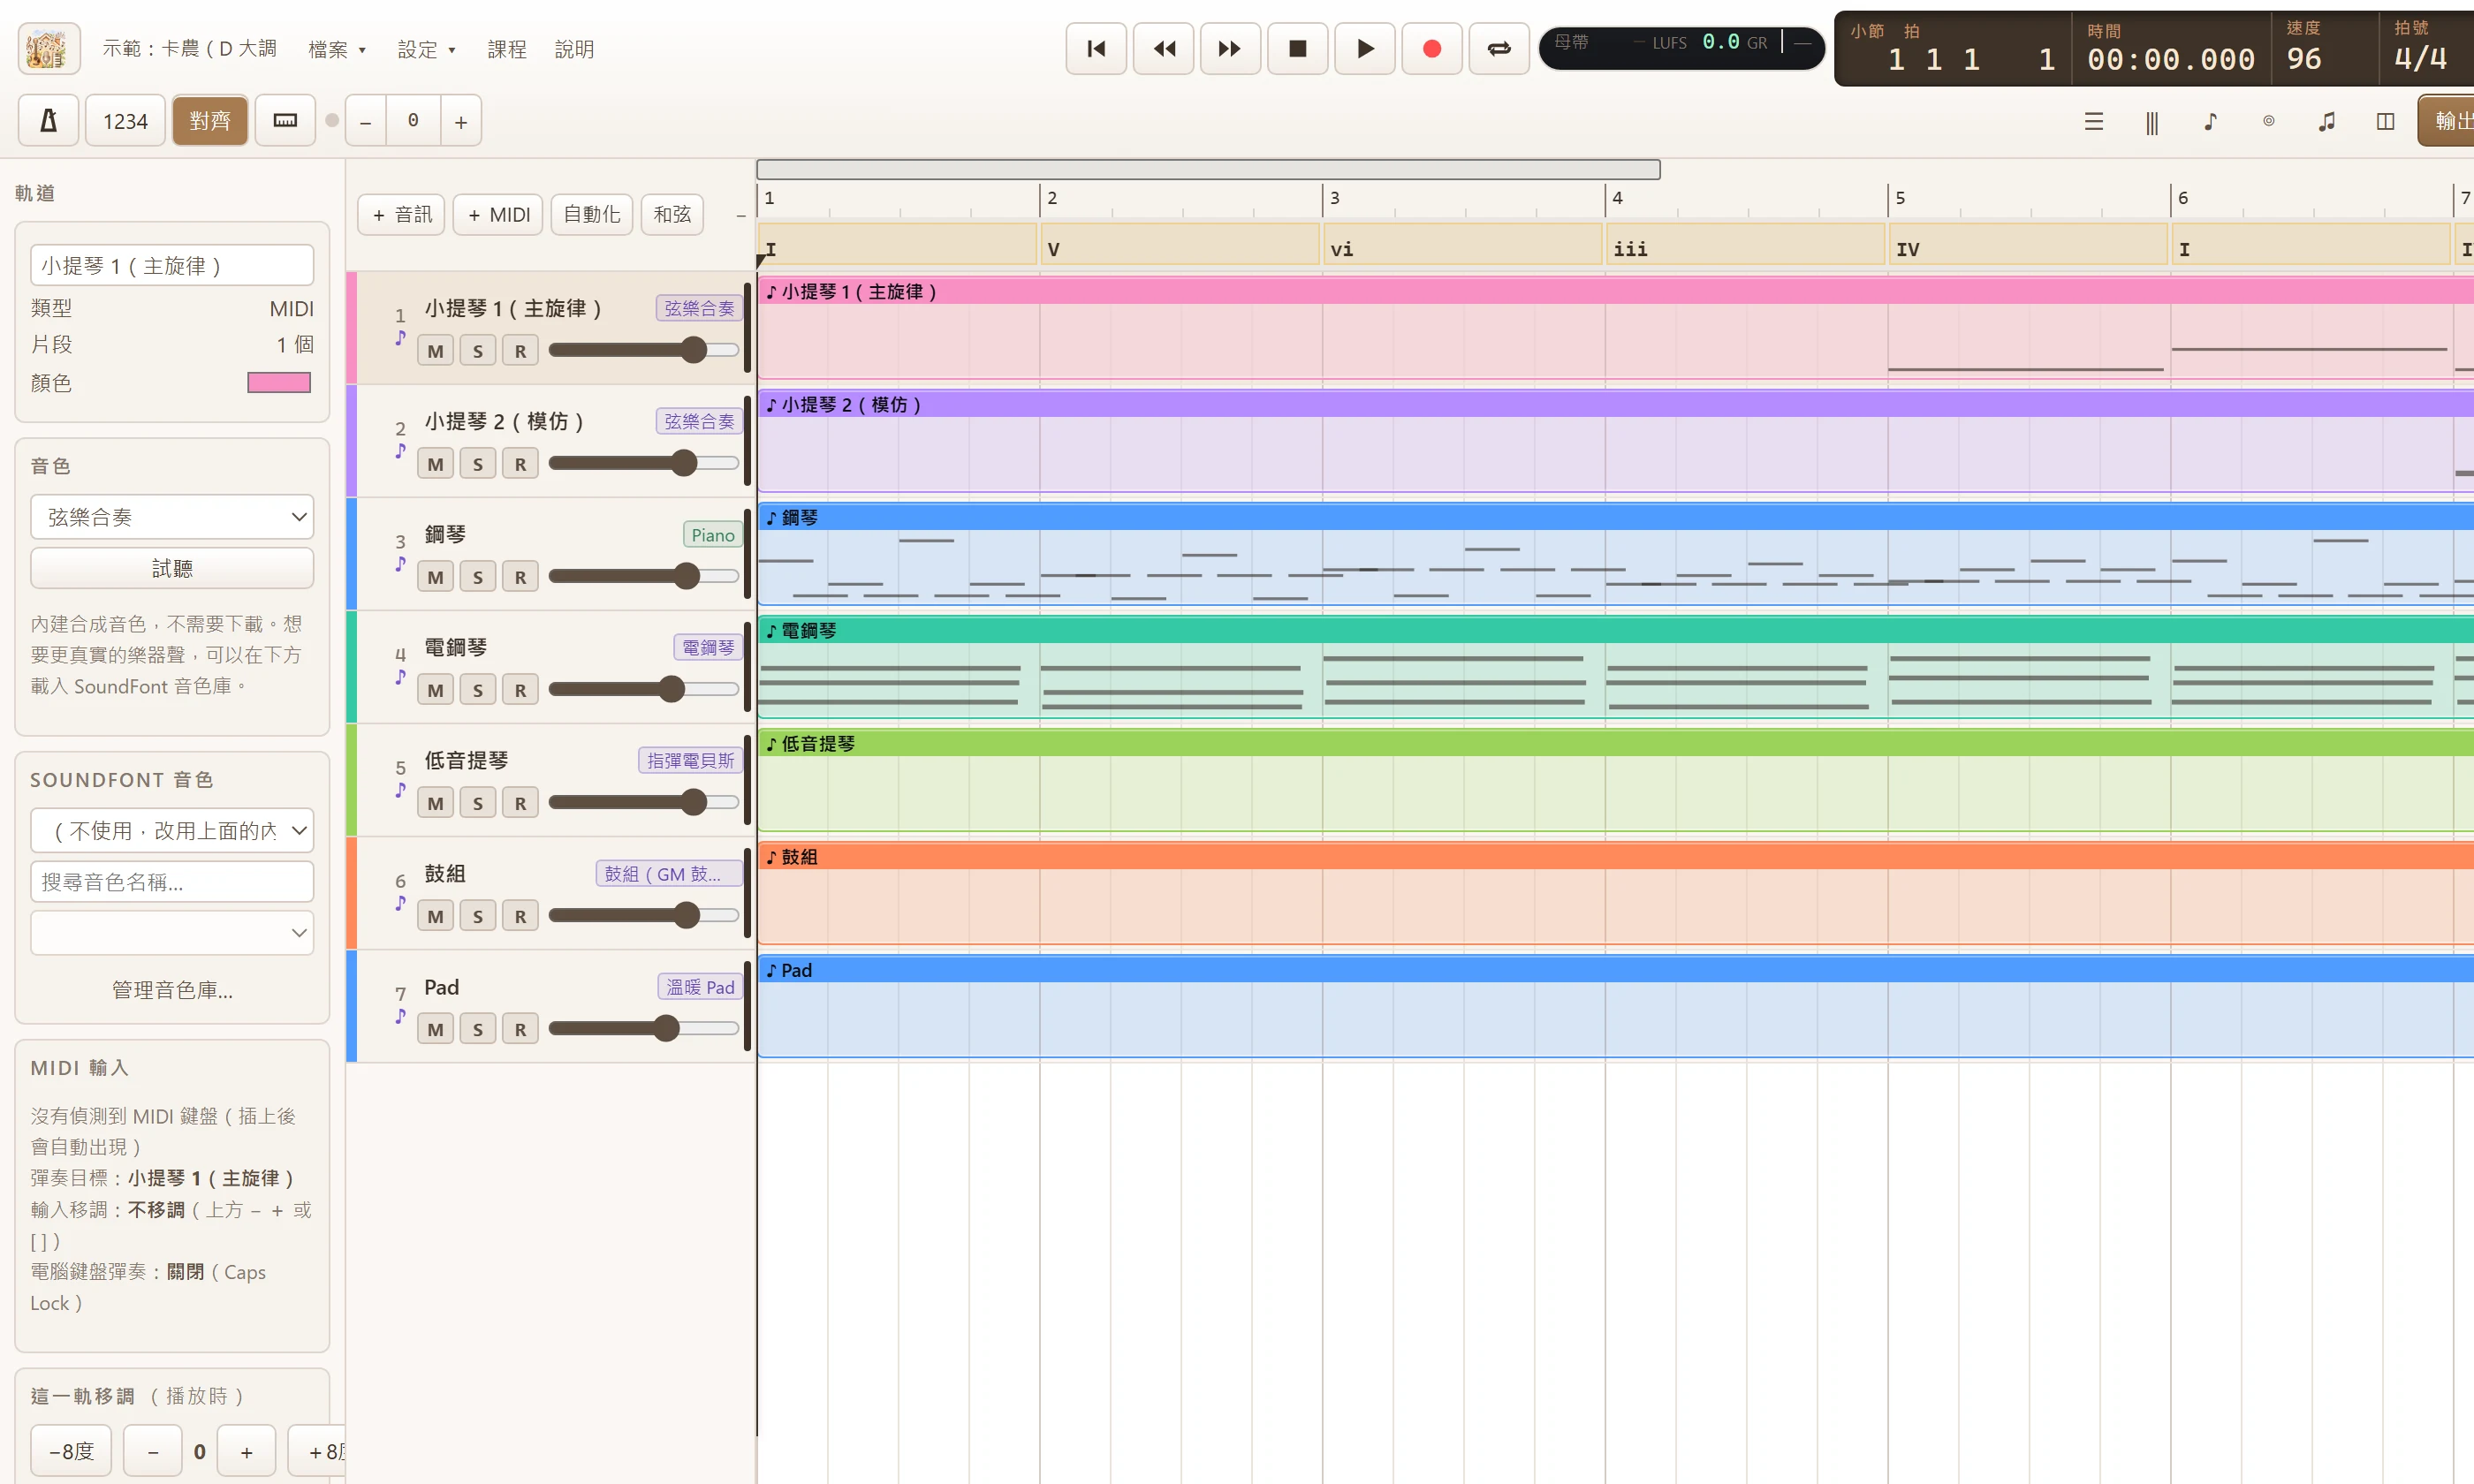 示範：卡農（D 大調
檔案 ▾
設定 ▾
課程
說明
母帶
— LUFS 0.0 GR —
小節 拍
1 1 1 1
時間
00:00.000
速度
96
拍號
4/4
1234
對齊
− 0 +
輸出
軌道
小提琴 1（主旋律）
類型 MIDI
片段 1 個
顏色
音色
弦樂合奏
試聽
內建合成音色，不需要下載。想
要更真實的樂器聲，可以在下方
載入 SoundFont 音色庫。
SOUNDFONT 音色
（不使用，改用上面的內
搜尋音色名稱...
管理音色庫...
MIDI 輸入
沒有偵測到 MIDI 鍵盤（插上後
會自動出現）
彈奏目標：小提琴 1（主旋律）
輸入移調：不移調（上方 − + 或
[ ]）
電腦鍵盤彈奏：關閉（Caps
Lock）
這一軌移調（播放時）
−8度 − 0 + +8度
+ 音訊
+ MIDI
自動化
和弦
−
1 2 3 4 5 6 7
I V vi iii IV I I
1 小提琴 1（主旋律） 弦樂合奏
M S R
2 小提琴 2（模仿） 弦樂合奏
M S R
3 鋼琴 Piano
M S R
4 電鋼琴 電鋼琴
M S R
5 低音提琴 指彈電貝斯
M S R
6 鼓組 鼓組（GM 鼓...
M S R
7 Pad 溫暖 Pad
M S R
♪ 小提琴 1（主旋律）
♪ 小提琴 2（模仿）
♪ 鋼琴
♪ 電鋼琴
♪ 低音提琴
♪ 鼓組
♪ Pad